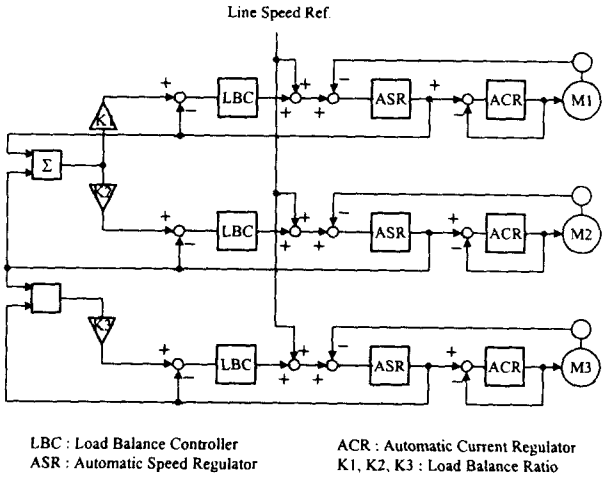 Line Speed Ref.
+ − +
+ LBC + + ASR ACR M1
K1 − −
Σ
K2 − +
+ LBC + + ASR + ACR M2
− −
K3 − +
+ LBC + + ASR + ACR M3
− −
LBC : Load Balance Controller
ASR : Automatic Speed Regulator
ACR : Automatic Current Regulator
K1, K2, K3 : Load Balance Ratio